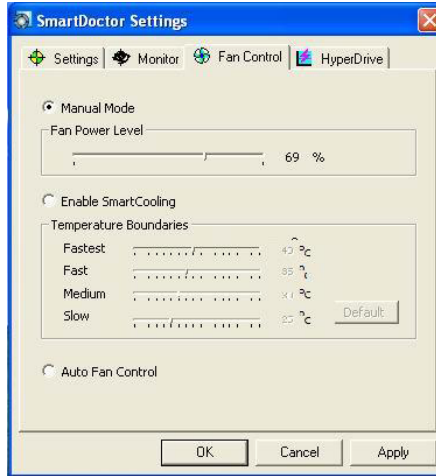 SmartDoctor Settings
Settings Monitor Fan Control HyperDrive
Manual Mode
Fan Power Level
69 %
Enable SmartCooling
Temperature Boundaries
Fastest °C
Fast
Medium °C
Slow °C
Default
Auto Fan Control
OK Cancel Apply